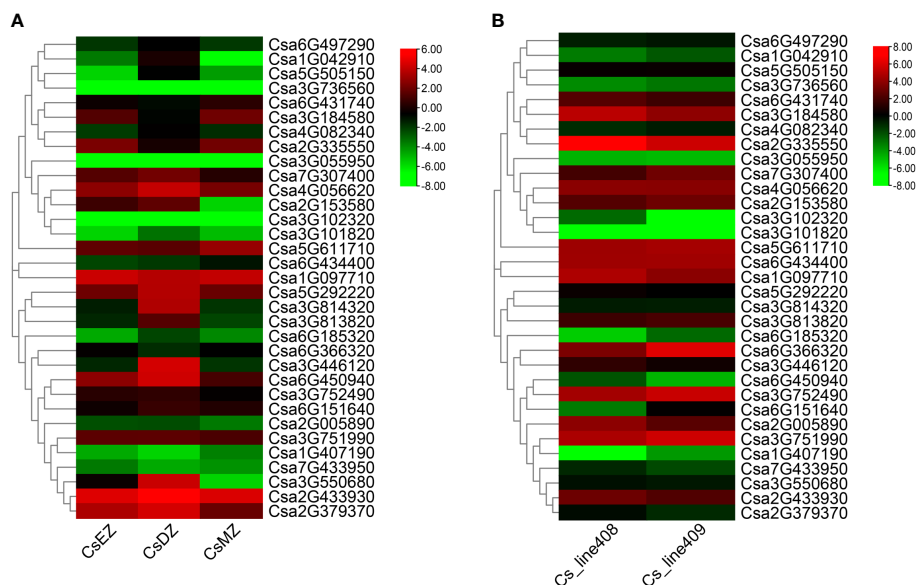 A
Csa6G497290
Csa1G042910
Csa5G505150
Csa3G736560
Csa6G431740
Csa3G184580
Csa4G082340
Csa2G335550
Csa3G055950
Csa7G307400
Csa4G056620
Csa2G153580
Csa3G102320
Csa3G101820
Csa5G611710
Csa6G434400
Csa1G097710
Csa5G292220
Csa3G814320
Csa3G813820
Csa6G185320
Csa6G366320
Csa3G446120
Csa6G450940
Csa3G752490
Csa6G151640
Csa2G005890
Csa3G751990
Csa1G407190
Csa7G433950
Csa3G550680
Csa2G433930
Csa2G379370
CsEZ
CsDZ
CsMZ
6.00
4.00
2.00
0.00
-2.00
-4.00
-6.00
-8.00
B
Csa6G497290
Csa1G042910
Csa5G505150
Csa3G736560
Csa6G431740
Csa3G184580
Csa4G082340
Csa2G335550
Csa3G055950
Csa7G307400
Csa4G056620
Csa2G153580
Csa3G102320
Csa3G101820
Csa5G611710
Csa6G434400
Csa1G097710
Csa5G292220
Csa3G814320
Csa3G813820
Csa6G185320
Csa6G366320
Csa3G446120
Csa6G450940
Csa3G752490
Csa6G151640
Csa2G005890
Csa3G751990
Csa1G407190
Csa7G433950
Csa3G550680
Csa2G433930
Csa2G379370
Cs_line408
Cs_line409
8.00
6.00
4.00
2.00
0.00
-2.00
-4.00
-6.00
-8.00